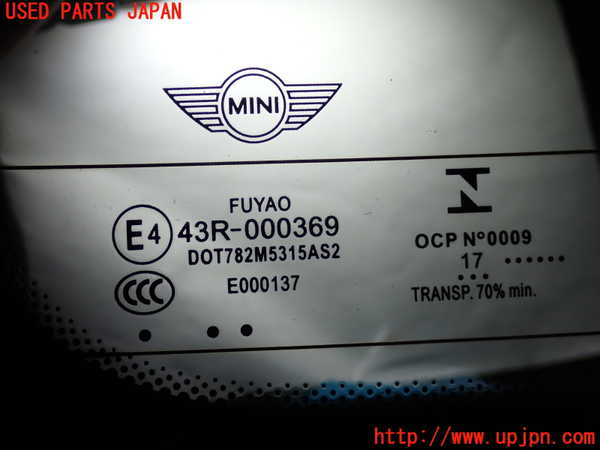 USED PARTS JAPAN
MINI
FUYAO
E4 43R-000369
DOT782M5315AS2
CCC E000137
OCP Nº0009
17 ......
...
TRANSP. 70% min.
http://www.upjpn.com